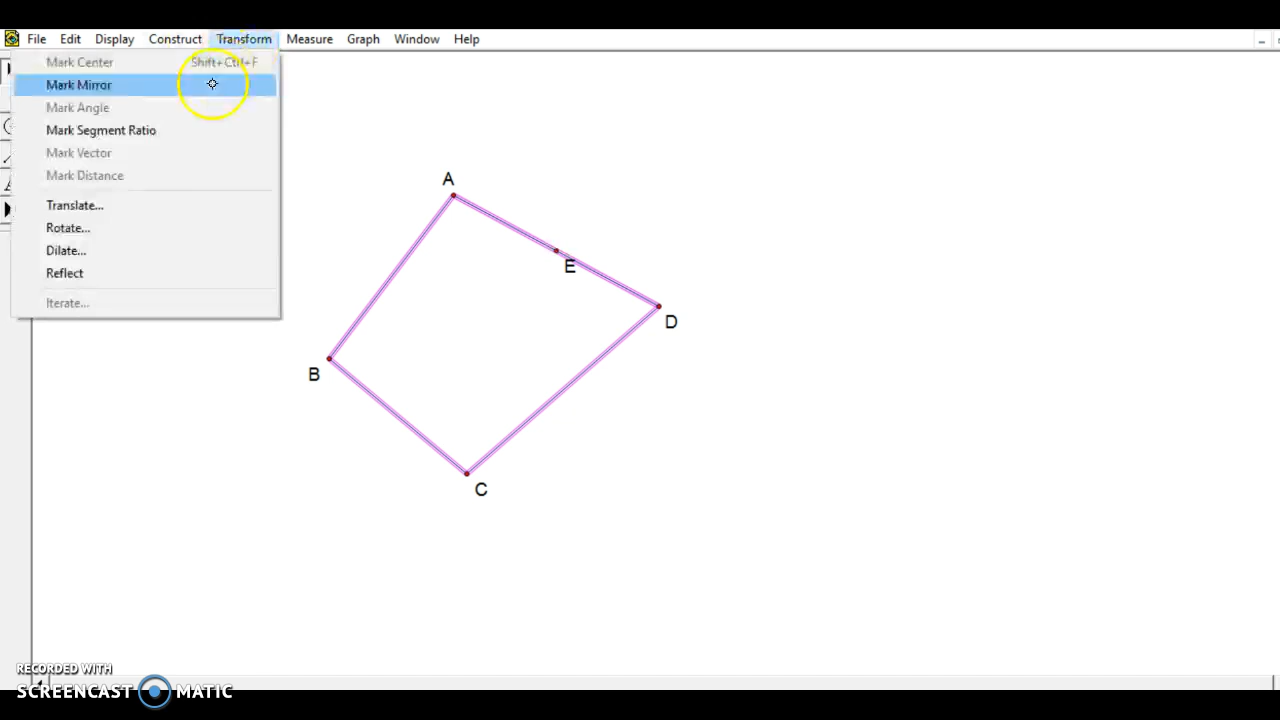 File Edit Display Construct Transform Measure Graph Window Help
Mark Center Shift+Ctrl+F
Mark Mirror
Mark Angle
Mark Segment Ratio
Mark Vector
Mark Distance
Translate...
Rotate...
Dilate...
Reflect
Iterate...
A
E
D
B
C
RECORDED WITH
SCREENCAST MATIC